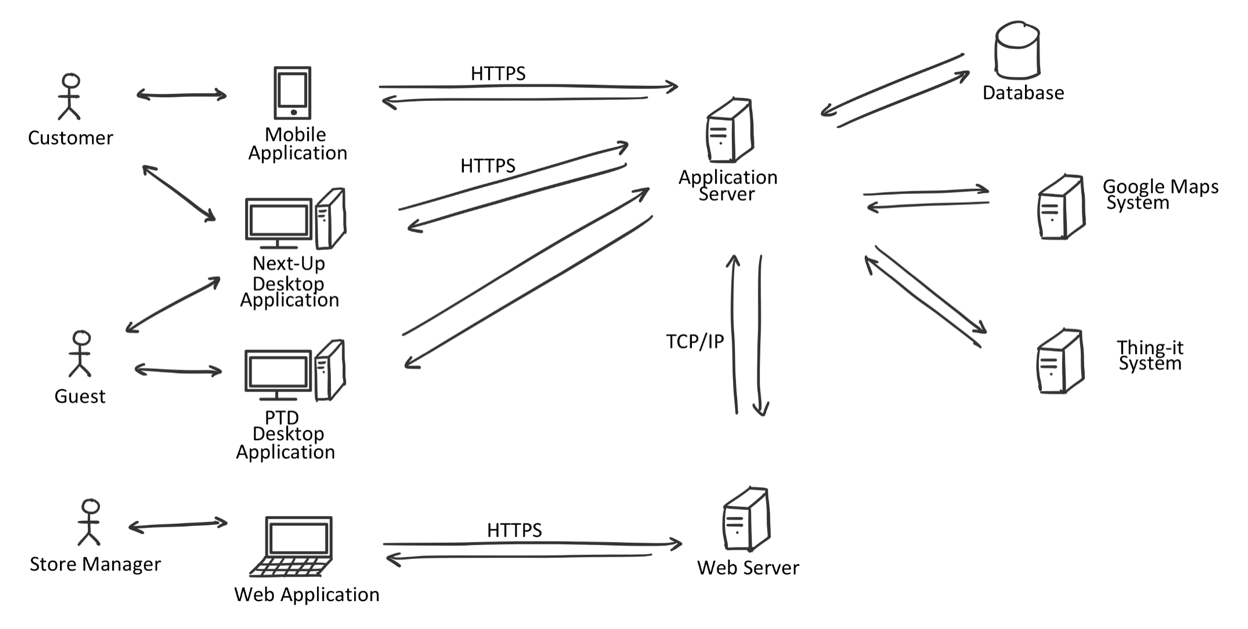 HTTPS
Database
Customer
Mobile
Application
HTTPS
Application
Server
Google Maps
System
Next-Up
Desktop
Application
TCP/IP
Thing-it
System
Guest
PTD
Desktop
Application
HTTPS
Store Manager
Web Server
Web Application